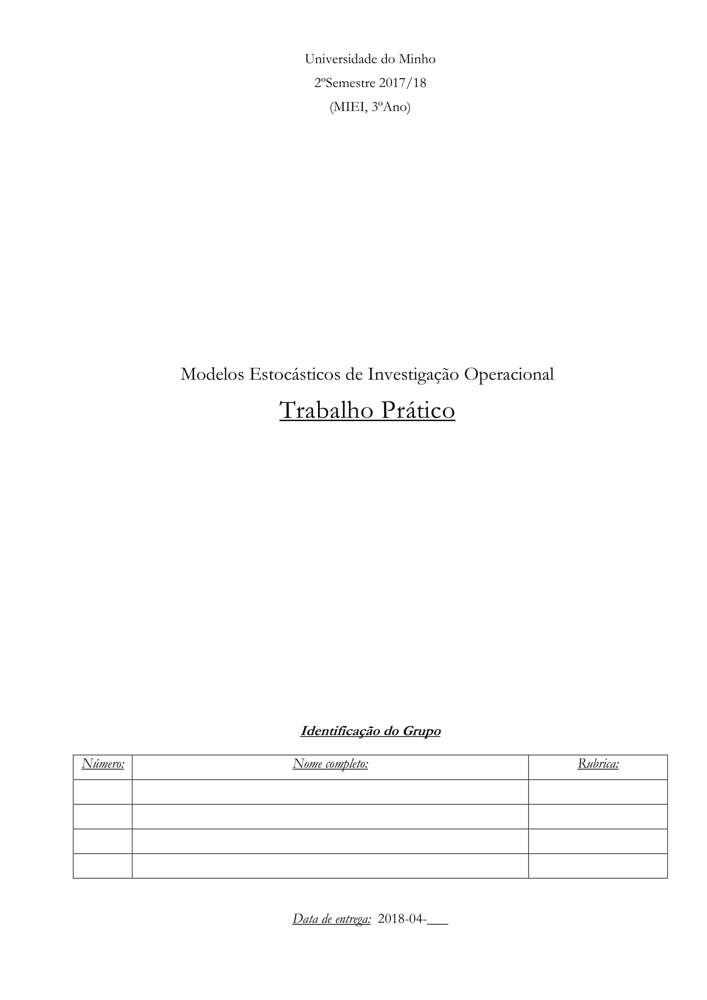 Universidade do Minho
2ºSemestre 2017/18
(MIEI, 3ºAno)
Modelos Estocásticos de Investigação Operacional
Trabalho Prático
Identificação do Grupo
Número: Nome completo: Rubrica:
Data de entrega: 2018-04-___